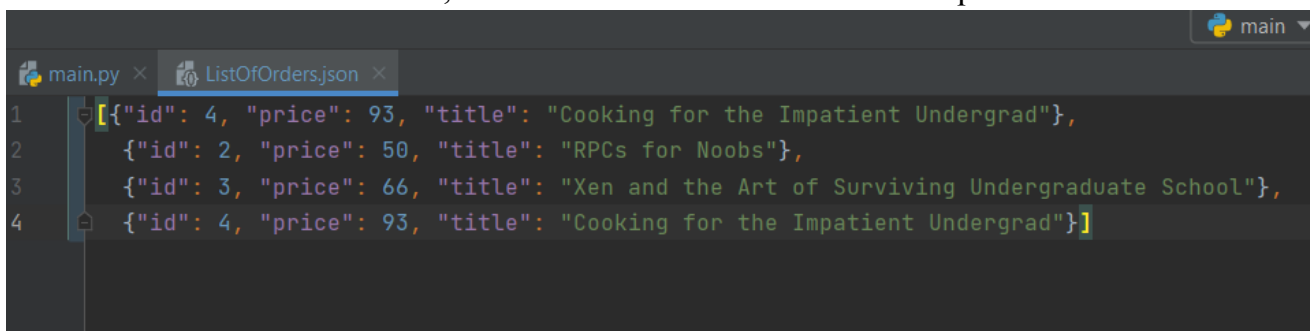 main
main.py ListOfOrders.json
1 [{"id": 4, "price": 93, "title": "Cooking for the Impatient Undergrad"},
2 {"id": 2, "price": 50, "title": "RPCs for Noobs"},
3 {"id": 3, "price": 66, "title": "Xen and the Art of Surviving Undergraduate School"},
4 {"id": 4, "price": 93, "title": "Cooking for the Impatient Undergrad"}]